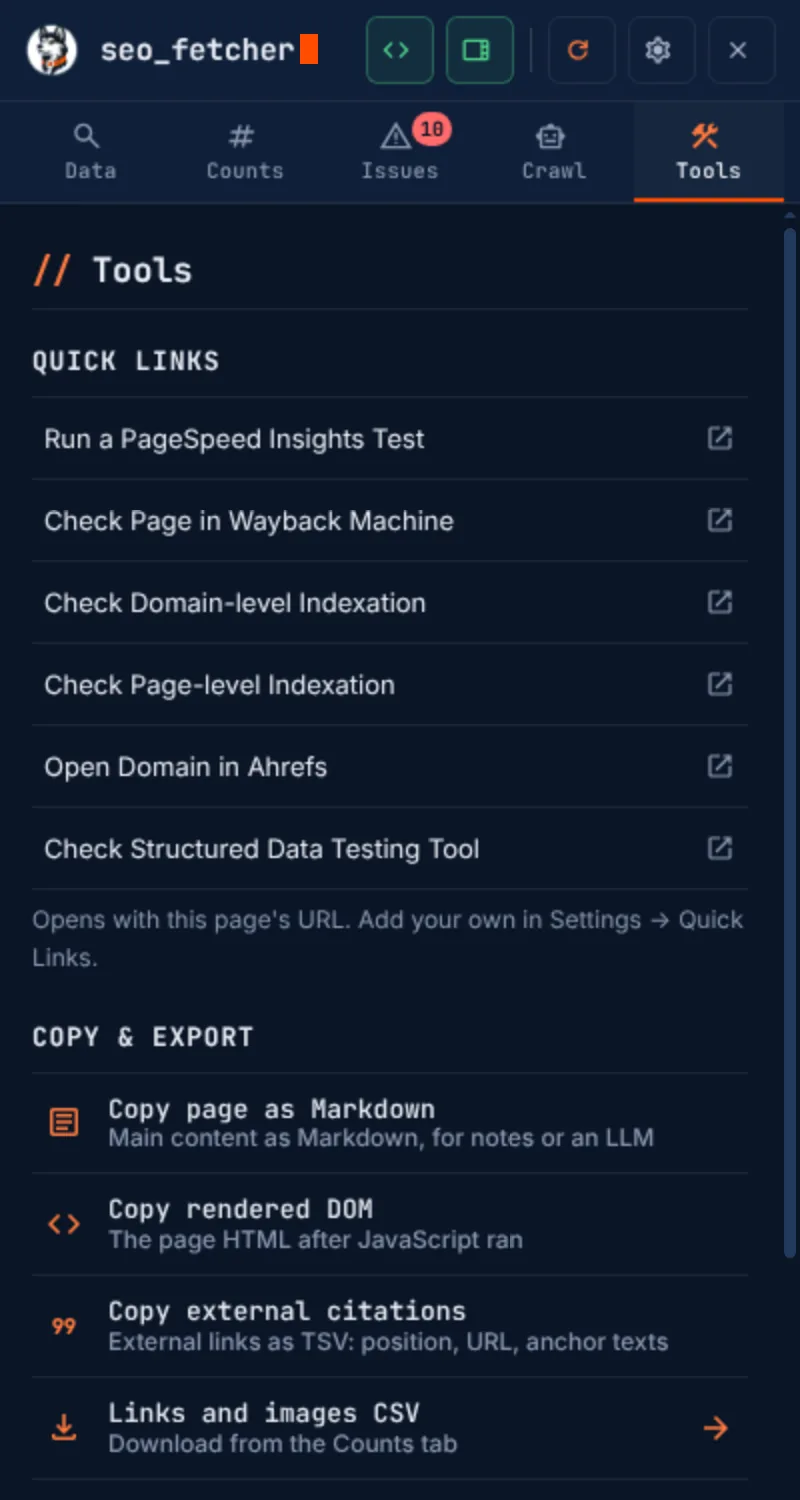 seo_fetcher
Data
Counts
10
Issues
Crawl
Tools
// Tools
QUICK LINKS
Run a PageSpeed Insights Test
Check Page in Wayback Machine
Check Domain-level Indexation
Check Page-level Indexation
Open Domain in Ahrefs
Check Structured Data Testing Tool
Opens with this page's URL. Add your own in Settings → Quick
Links.
COPY & EXPORT
Copy page as Markdown
Main content as Markdown, for notes or an LLM
Copy rendered DOM
The page HTML after JavaScript ran
Copy external citations
External links as TSV: position, URL, anchor texts
Links and images CSV
Download from the Counts tab